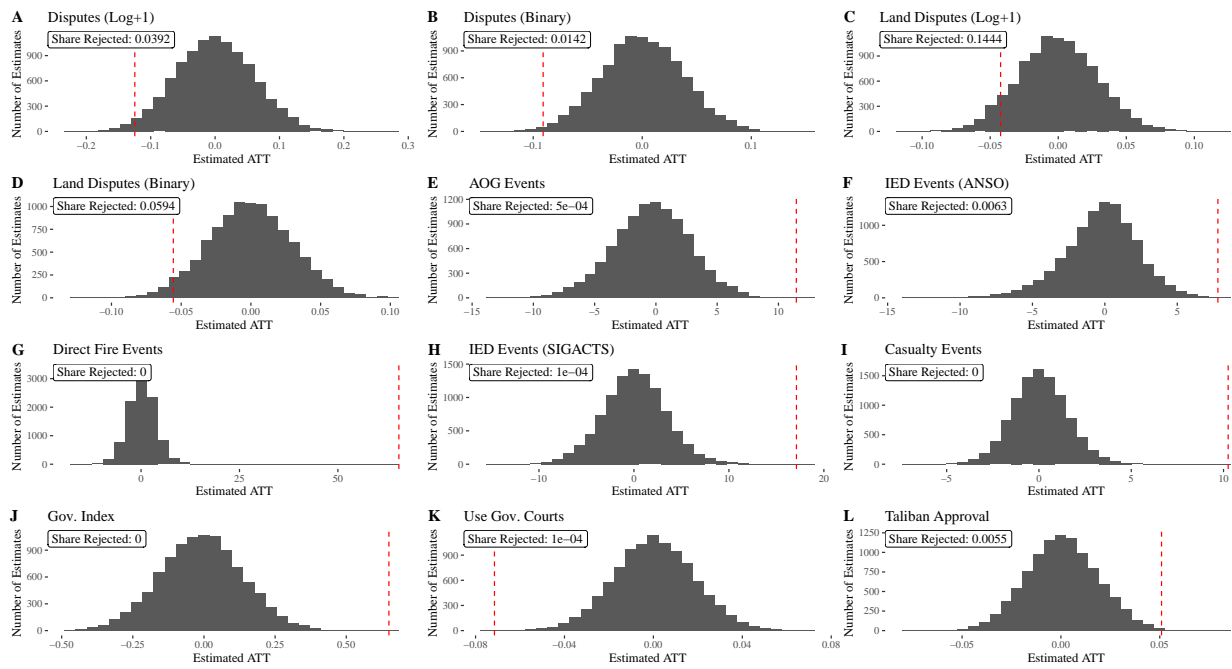 A Disputes (Log+1)
Share Rejected: 0.0392
Number of Estimates
900
600
300
0
−0.2 −0.1 0.0 0.1 0.2 0.3
Estimated ATT
B Disputes (Binary)
Share Rejected: 0.0142
Number of Estimates
900
600
300
0
−0.1 0.0 0.1
Estimated ATT
C Land Disputes (Log+1)
Share Rejected: 0.1444
Number of Estimates
900
600
300
0
−0.10 −0.05 0.00 0.05 0.10
Estimated ATT
D Land Disputes (Binary)
Share Rejected: 0.0594
Number of Estimates
1000
750
500
250
0
−0.10 −0.05 0.00 0.05 0.10
Estimated ATT
E AOG Events
Share Rejected: 5e−04
Number of Estimates
1200
900
600
300
0
−15 −10 −5 0 5 10
Estimated ATT
F IED Events (ANSO)
Share Rejected: 0.0063
Number of Estimates
1000
500
0
−15 −10 −5 0 5
Estimated ATT
G Direct Fire Events
Share Rejected: 0
Number of Estimates
3000
2000
1000
0
0 25 50
Estimated ATT
H IED Events (SIGACTS)
Share Rejected: 1e−04
Number of Estimates
1500
1000
500
0
−10 0 10 20
Estimated ATT
I Casualty Events
Share Rejected: 0
Number of Estimates
1500
1000
500
0
−5 0 5 10
Estimated ATT
J Gov. Index
Share Rejected: 0
Number of Estimates
900
600
300
0
−0.50 −0.25 0.00 0.25 0.50
Estimated ATT
K Use Gov. Courts
Share Rejected: 1e−04
Number of Estimates
900
600
300
0
−0.08 −0.04 0.00 0.04 0.08
Estimated ATT
L Taliban Approval
Share Rejected: 0.0055
Number of Estimates
1250
1000
750
500
250
0
−0.05 0.00 0.05
Estimated ATT